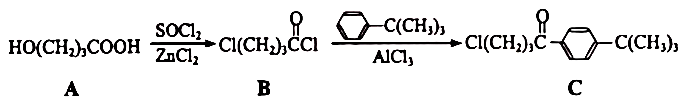 HO(CH₂)₃COOH SOCl₂ ZnCl₂ Cl(CH₂)₃CCl O C(CH₃)₃ AlCl₃ Cl(CH₂)₃C O C(CH₃)₃
A B C